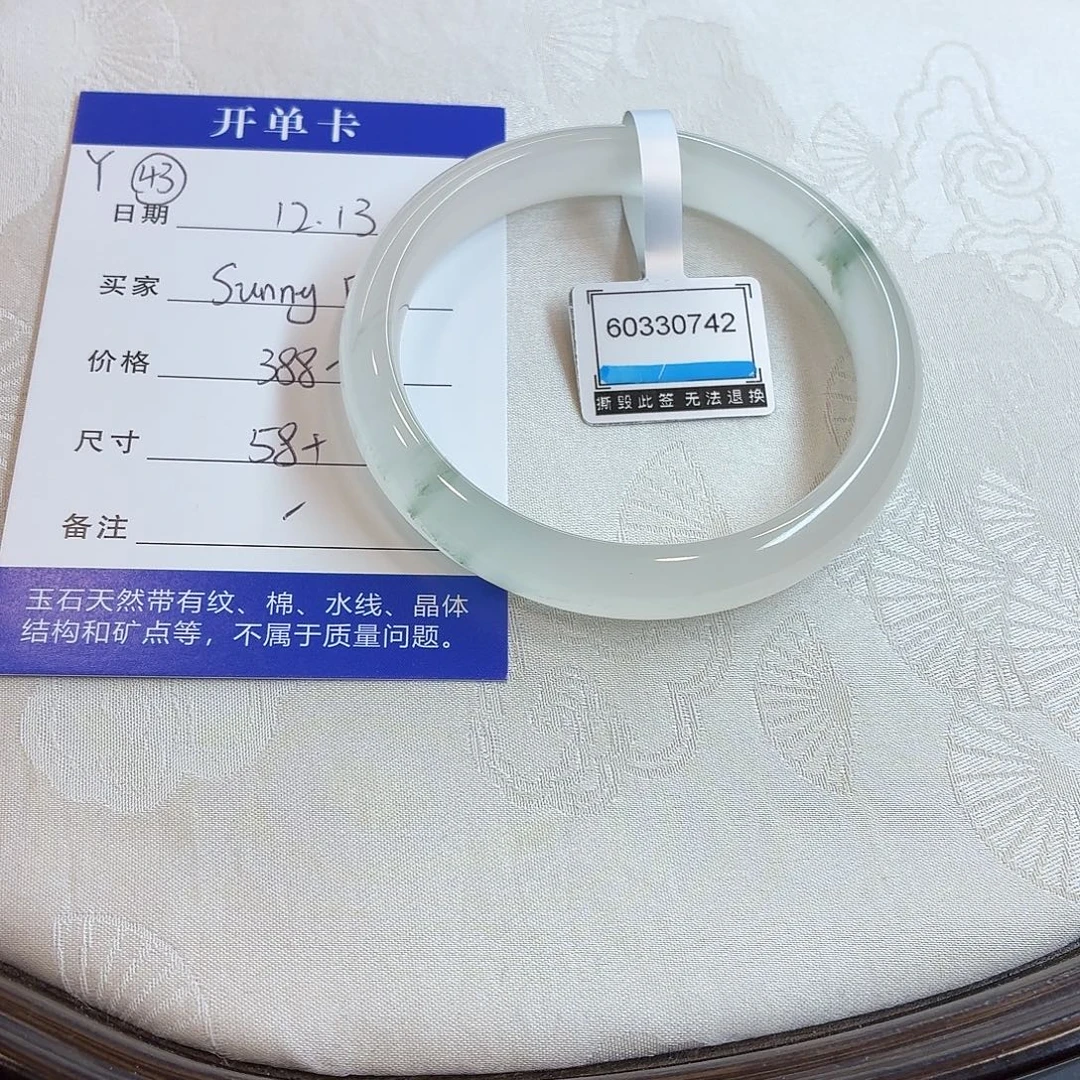 开单卡
Y 43
日期 12.13
买家 Sunny
价格 388
尺寸 58+
备注
玉石天然带有纹、棉、水线、晶体
结构和矿点等，不属于质量问题。
60330742
撕毁此签 无法退换